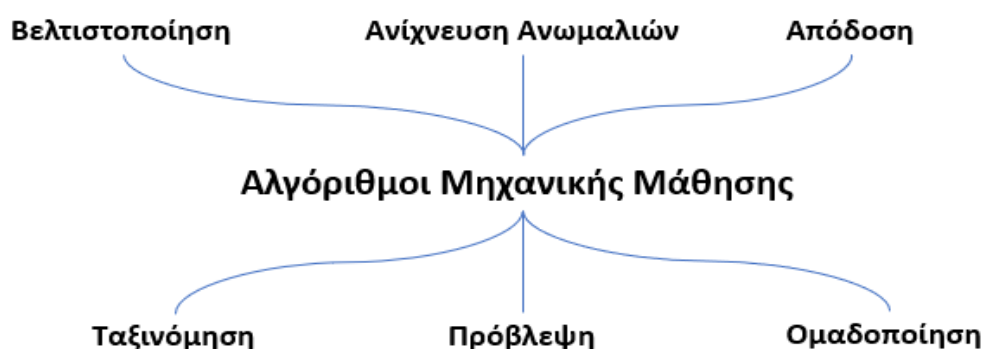 Βελτιστοποίηση Ανίχνευση Ανωμαλιών Απόδοση
Αλγόριθμοι Μηχανικής Μάθησης
Ταξινόμηση Πρόβλεψη Ομαδοποίηση